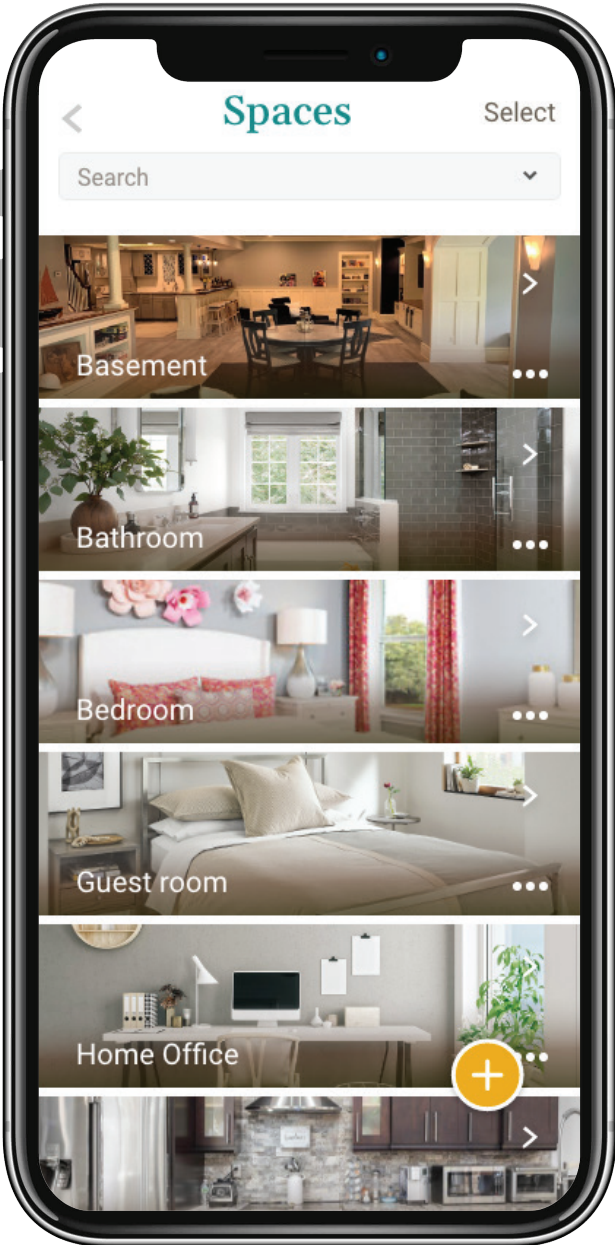 Spaces
Select
Search
Basement
Bathroom
Bedroom
Guest room
Home Office